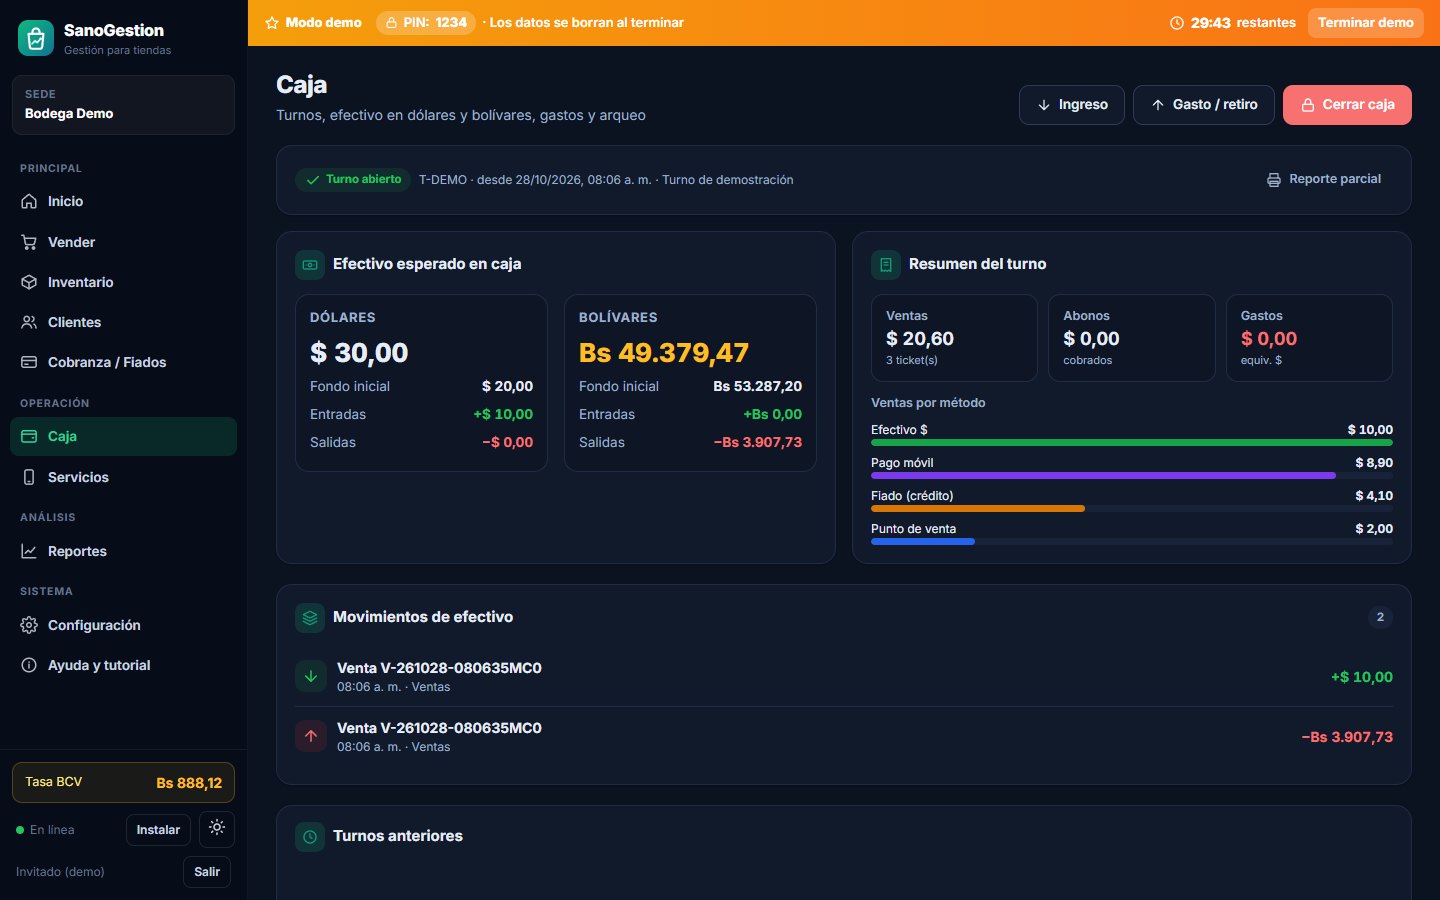 SanoGestion
Gestión para tiendas
SEDE
Bodega Demo
PRINCIPAL
Inicio
Vender
Inventario
Clientes
Cobranza / Fiados
OPERACIÓN
Caja
Servicios
ANÁLISIS
Reportes
SISTEMA
Configuración
Ayuda y tutorial
Tasa BCV Bs 888,12
En línea Instalar
Invitado (demo) Salir
Modo demo PIN: 1234 · Los datos se borran al terminar 29:43 restantes Terminar demo
Caja
Turnos, efectivo en dólares y bolívares, gastos y arqueo
Ingreso Gasto / retiro Cerrar caja
Turno abierto T-DEMO · desde 28/10/2026, 08:06 a. m. · Turno de demostración Reporte parcial
Efectivo esperado en caja
DÓLARES
$ 30,00
Fondo inicial $ 20,00
Entradas +$ 10,00
Salidas −$ 0,00
BOLÍVARES
Bs 49.379,47
Fondo inicial Bs 53.287,20
Entradas +Bs 0,00
Salidas −Bs 3.907,73
Resumen del turno
Ventas
$ 20,60
3 ticket(s)
Abonos
$ 0,00
cobrados
Gastos
$ 0,00
equiv. $
Ventas por método
Efectivo $ $ 10,00
Pago móvil $ 8,90
Fiado (crédito) $ 4,10
Punto de venta $ 2,00
Movimientos de efectivo 2
Venta V-261028-080635MC0
08:06 a. m. · Ventas
+$ 10,00
Venta V-261028-080635MC0
08:06 a. m. · Ventas
−Bs 3.907,73
Turnos anteriores